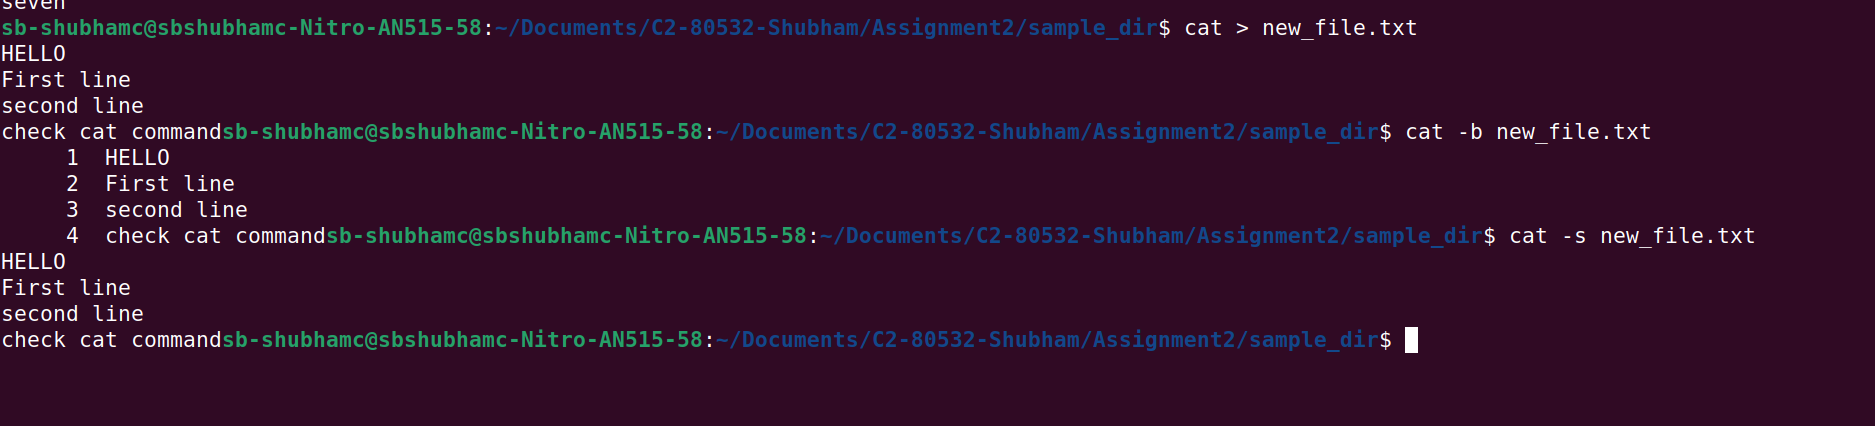 seven
sb-shubhamc@sbshubhamc-Nitro-AN515-58:~/Documents/C2-80532-Shubham/Assignment2/sample_dir$ cat > new_file.txt
HELLO
First line
second line
check cat commandsb-shubhamc@sbshubhamc-Nitro-AN515-58:~/Documents/C2-80532-Shubham/Assignment2/sample_dir$ cat -b new_file.txt
     1  HELLO
     2  First line
     3  second line
     4  check cat commandsb-shubhamc@sbshubhamc-Nitro-AN515-58:~/Documents/C2-80532-Shubham/Assignment2/sample_dir$ cat -s new_file.txt
HELLO
First line
second line
check cat commandsb-shubhamc@sbshubhamc-Nitro-AN515-58:~/Documents/C2-80532-Shubham/Assignment2/sample_dir$